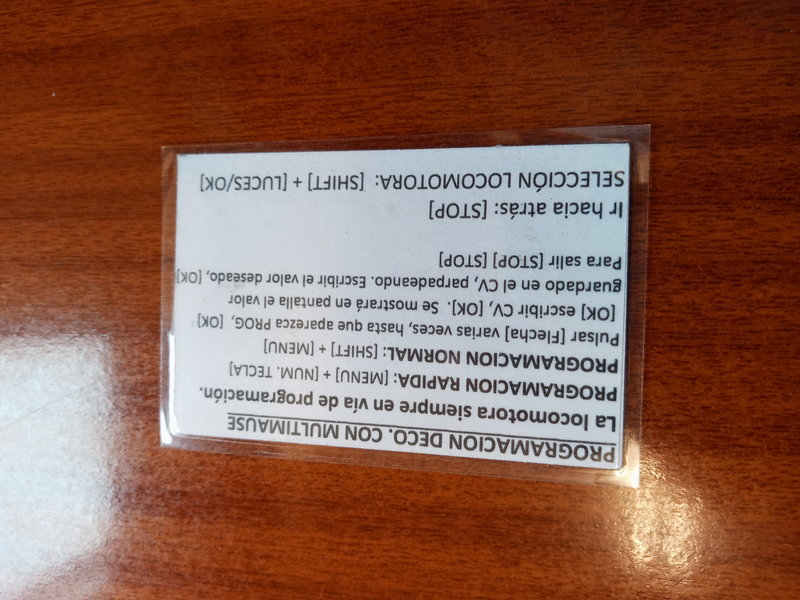 PROGRAMACION DECO. CON MULTIMAUSE
La locomotora siempre en vía de programación.
PROGRAMACION RAPIDA: [MENU] + [NUM. TECLA]
PROGRAMACION NORMAL: [SHIFT] + [MENU]
Pulsar [Flecha] varias veces, hasta que aparezca PROG, [OK]
[OK] escribir CV, [OK]. Se mostrará en pantalla el valor
guardado en el CV, parpadeando. Escribir el valor deseado, [OK]
Para salir [STOP] [STOP]
Ir hacia atrás: [STOP]
SELECCIÓN LOCOMOTORA: [SHIFT] + [LUCES/OK]